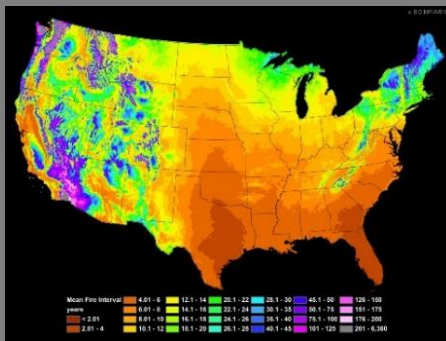 Mean Fire Interval
years
< 2.01
2.01 - 4
4.01 - 6
6.01 - 8
8.01 - 10
10.1 - 12
12.1 - 14
14.1 - 16
16.1 - 18
18.1 - 20
20.1 - 22
22.1 - 24
24.1 - 26
26.1 - 28
28.1 - 30
30.1 - 35
35.1 - 40
40.1 - 45
45.1 - 50
50.1 - 75
75.1 - 100
101 - 125
126 - 150
151 - 175
176 - 200
201 - 6,360